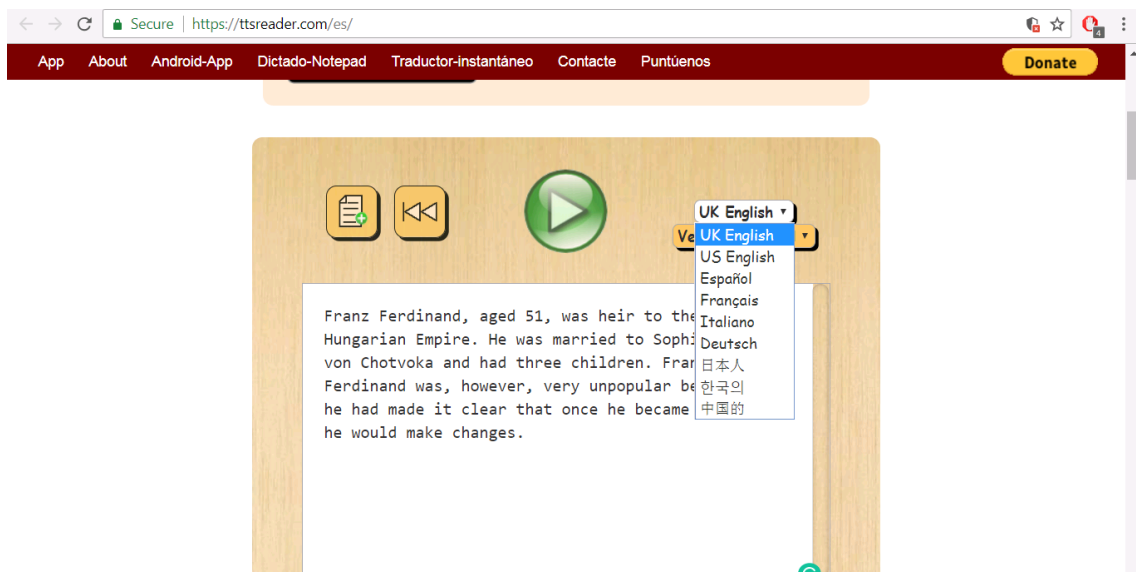 Secure | https://ttsreader.com/es/
4
App About Android-App Dictado-Notepad Traductor-instantáneo Contacte Puntúenos Donate
UK English
Ve UK English
US English
Español
Français
Italiano
Deutsch
日本人
한국의
中国的
Franz Ferdinand, aged 51, was heir to the
Hungarian Empire. He was married to Sophi
von Chotvoka and had three children. Fran
Ferdinand was, however, very unpopular be
he had made it clear that once he became
he would make changes.